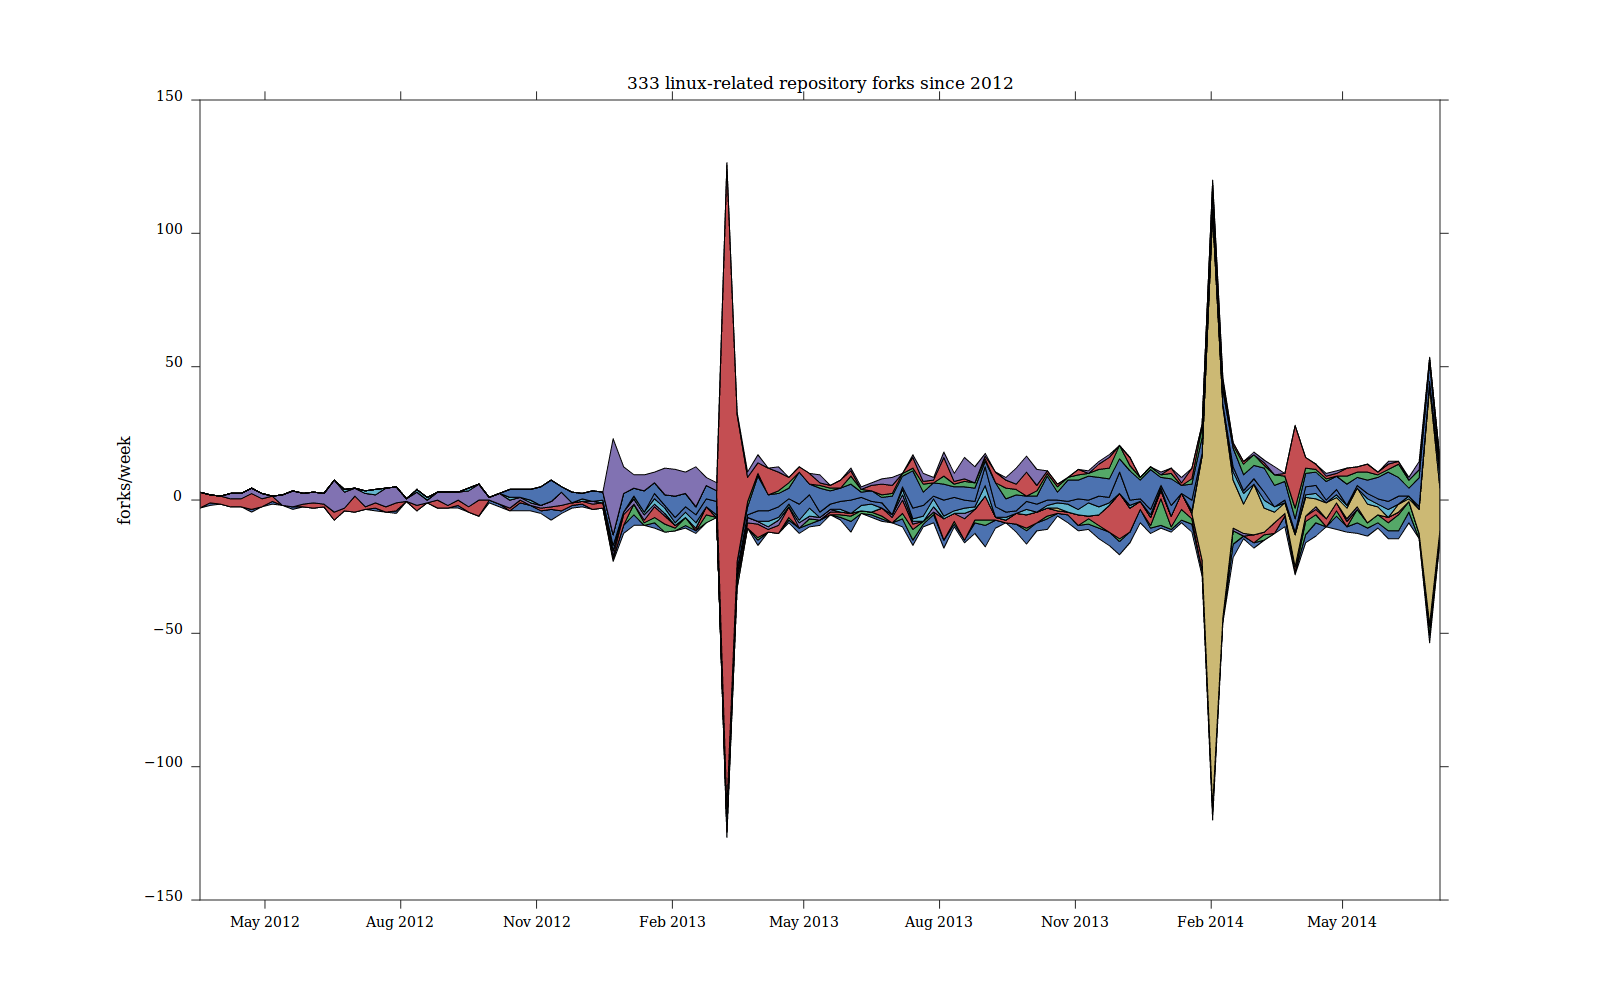 333 linux-related repository forks since 2012
150
100
50
0
−50
−100
−150
forks/week
May 2012
Aug 2012
Nov 2012
Feb 2013
May 2013
Aug 2013
Nov 2013
Feb 2014
May 2014